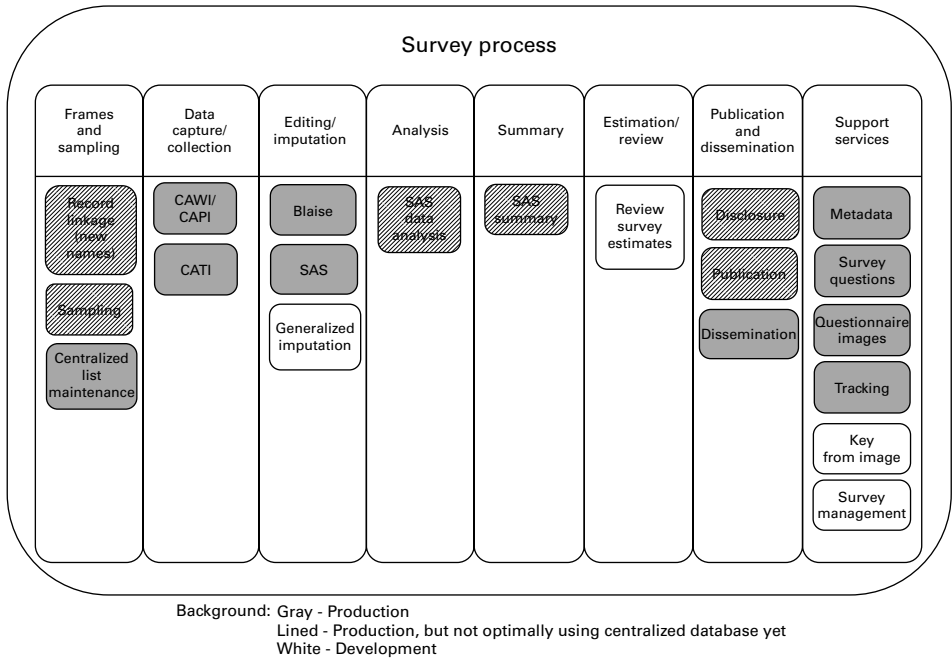 Survey process
Frames
and
sampling
Data
capture/
collection
Editing/
imputation
Analysis
Summary
Estimation/
review
Publication
and
dissemination
Support
services
Record
linkage
(new
names)
Sampling
Centralized
list
maintenance
CAWI/
CAPI
CATI
Blaise
SAS
Generalized
imputation
SAS
data
analysis
SAS
summary
Review
survey
estimates
Disclosure
Publication
Dissemination
Metadata
Survey
questions
Questionnaire
images
Tracking
Key
from image
Survey
management
Background: Gray - Production
Lined - Production, but not optimally using centralized database yet
White - Development